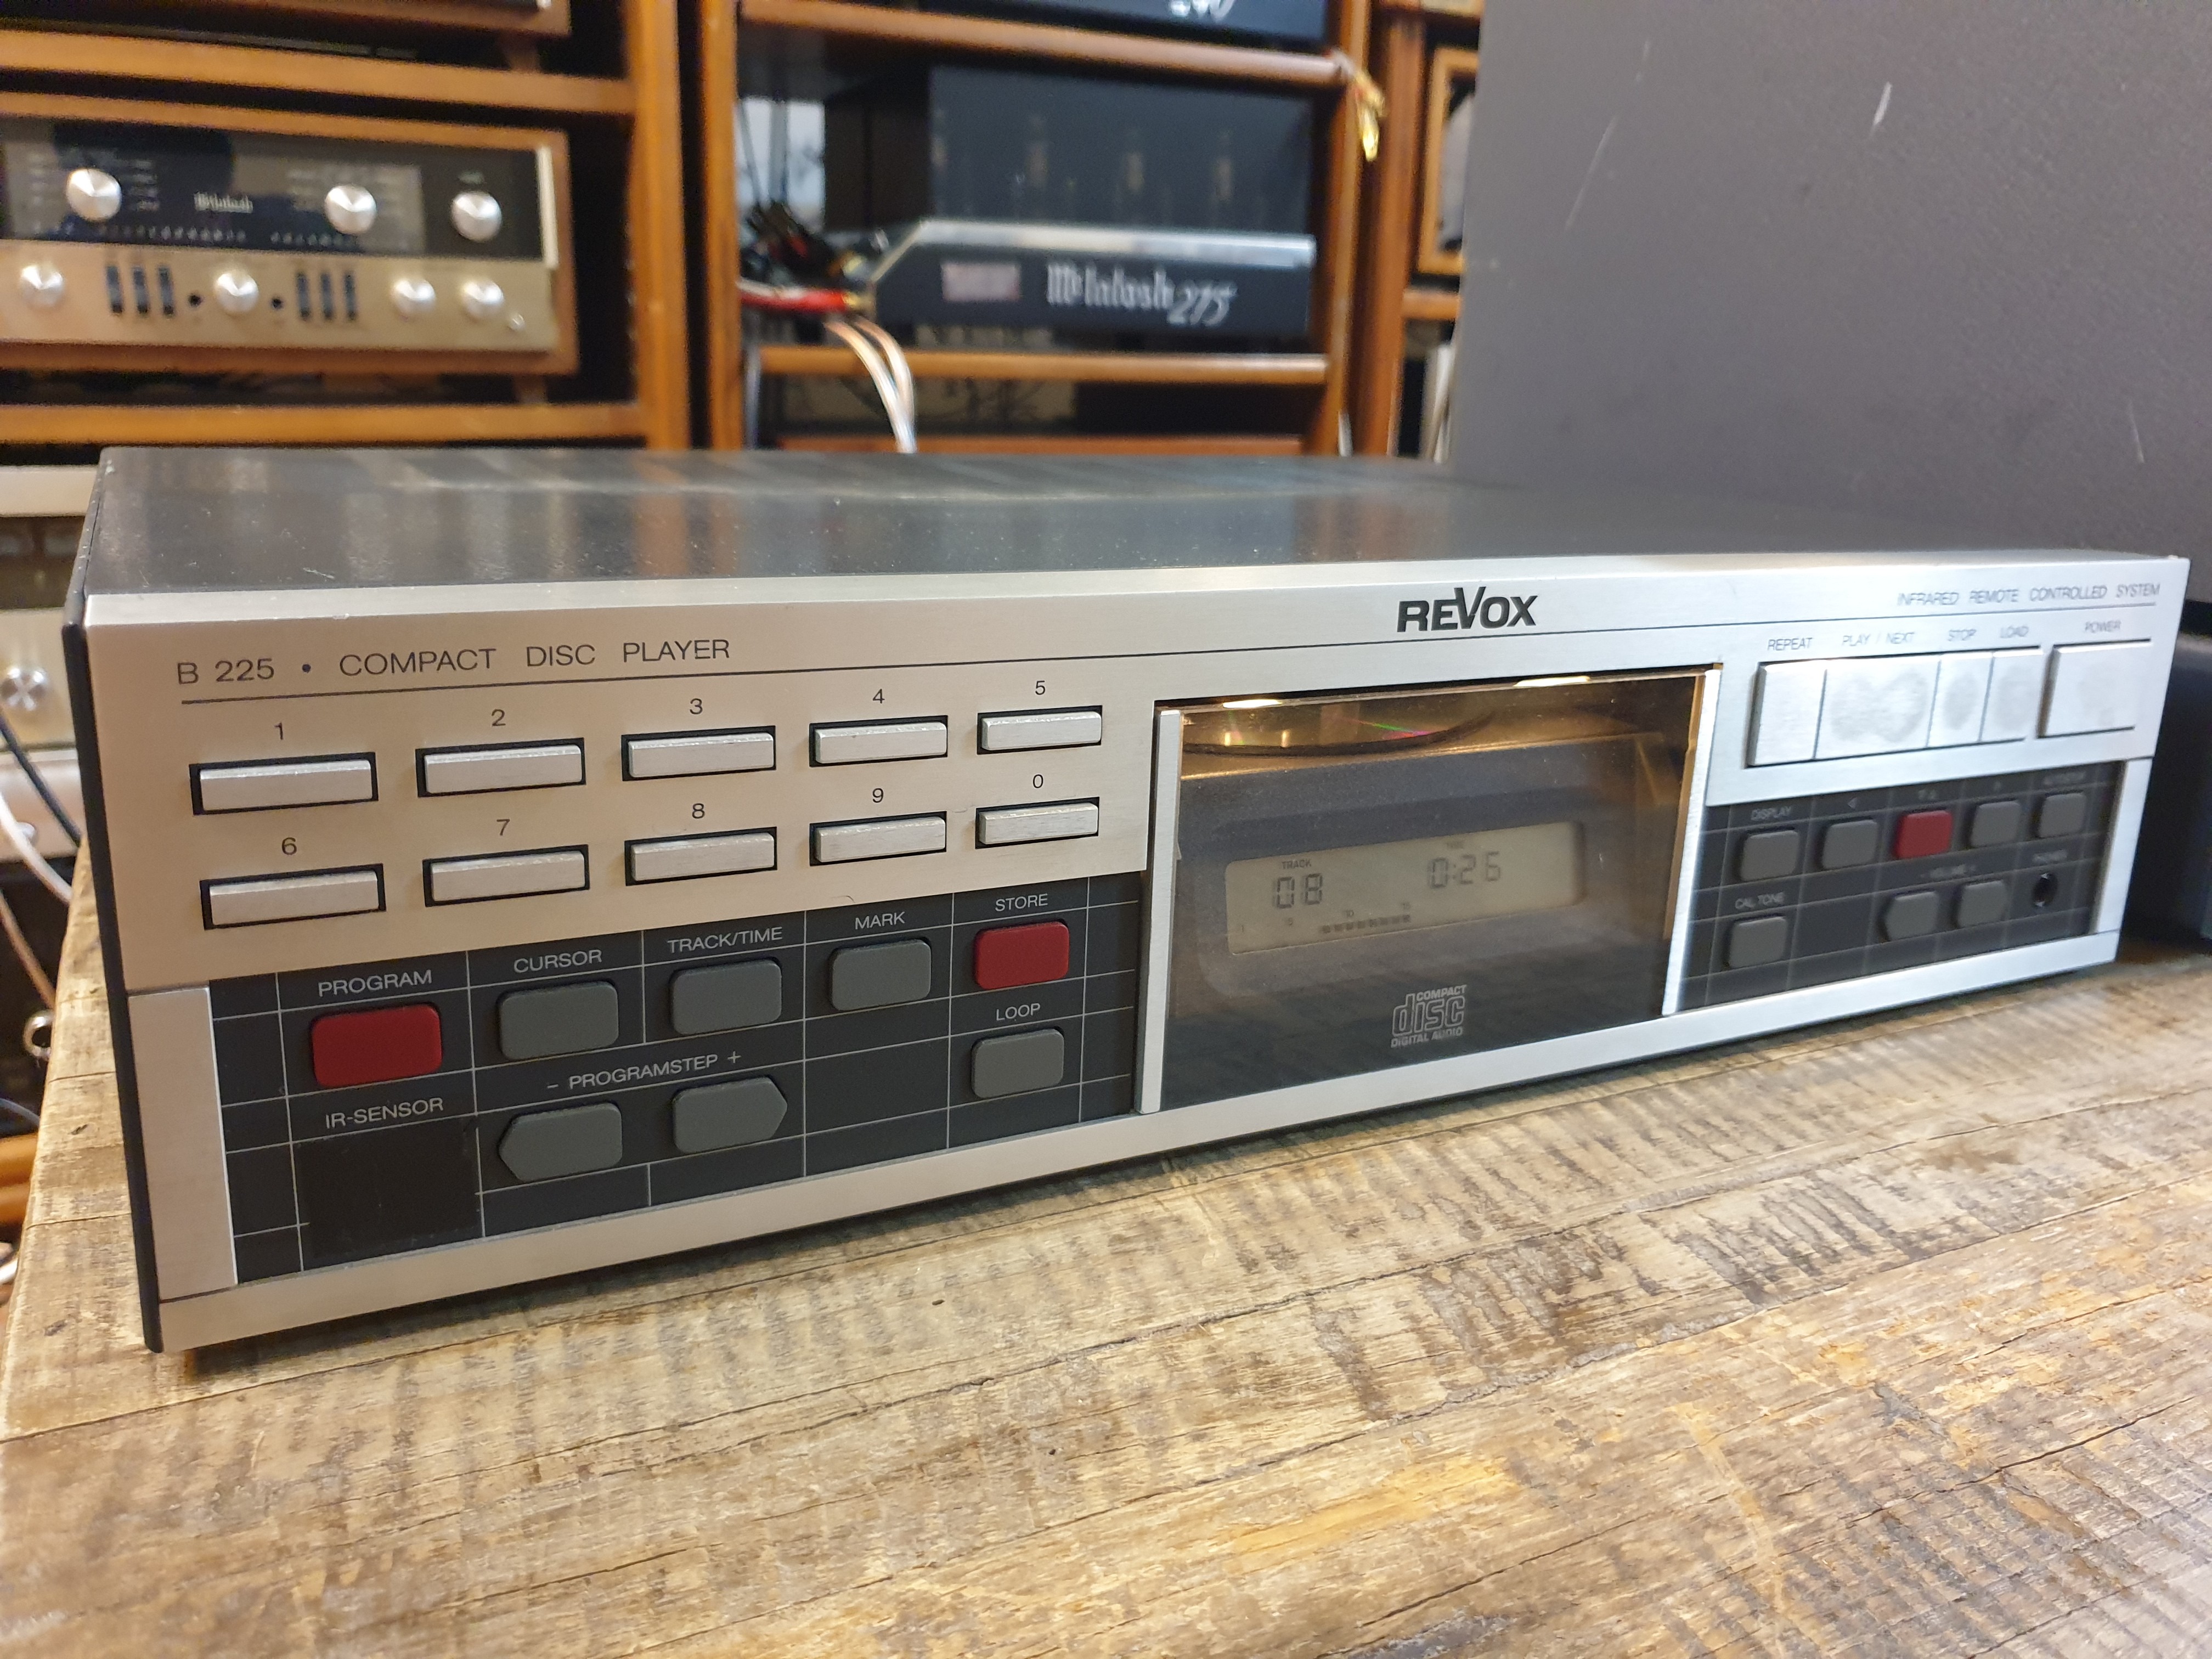 McIntosh
McIntosh 275
REVOX
INFRARED REMOTE CONTROLLED SYSTEM
B 225 • COMPACT DISC PLAYER
REPEAT PLAY / NEXT STOP LOAD POWER
1 2 3 4 5
6 7 8 9 0
TRACK
08 0:26
DISPLAY
CAL TONE - VOLUME +
PROGRAM CURSOR TRACK/TIME MARK STORE
IR-SENSOR - PROGRAMSTEP + LOOP
COMPACT
disc
DIGITAL AUDIO